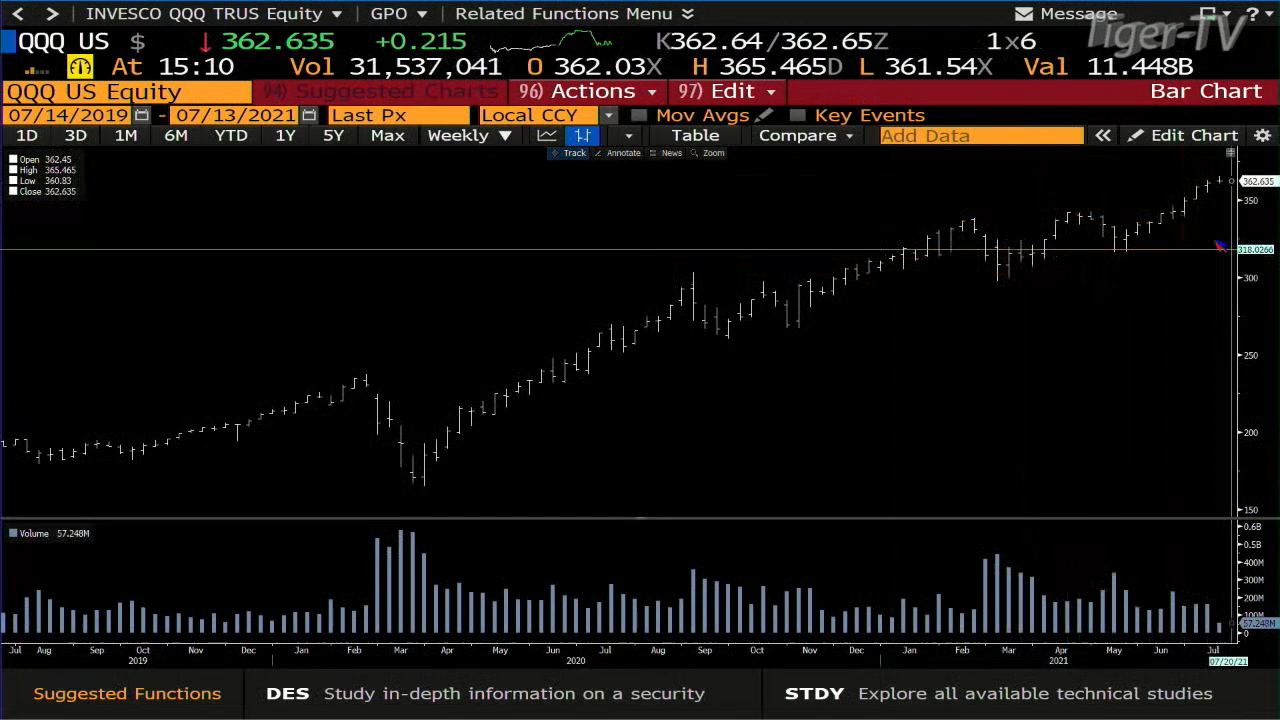 INVESCO QQQ TRUS Equity GPO Related Functions Menu Message ?
QQQ US $ 362.635 +0.215 K362.64/362.65Z 1x6
Tiger-TV
At 15:10 Vol 31,537,041 O 362.03X H 365.465D L 361.54X Val 11.448B
QQQ US Equity 94) Suggested Charts 96) Actions 97) Edit Bar Chart
07/14/2019 - 07/13/2021 Last Px Local CCY Mov Avgs Key Events
1D 3D 1M 6M YTD 1Y 5Y Max Weekly Table Compare Add Data « Edit Chart
Track Annotate News Zoom
Open 362.45
High 365.465
Low 360.83
Close 362.635
362.635
350
318.0266
300
250
200
150
Volume 57.248M
0.6B
0.5B
400M
300M
200M
100M
57.248M
0
Jul Aug Sep Oct Nov Dec Jan Feb Mar Apr May Jun Jul Aug Sep Oct Nov Dec Jan Feb Mar Apr May Jun Jul
2019 2020 2021 07/20/21
Suggested Functions DES Study in-depth information on a security STDY Explore all available technical studies